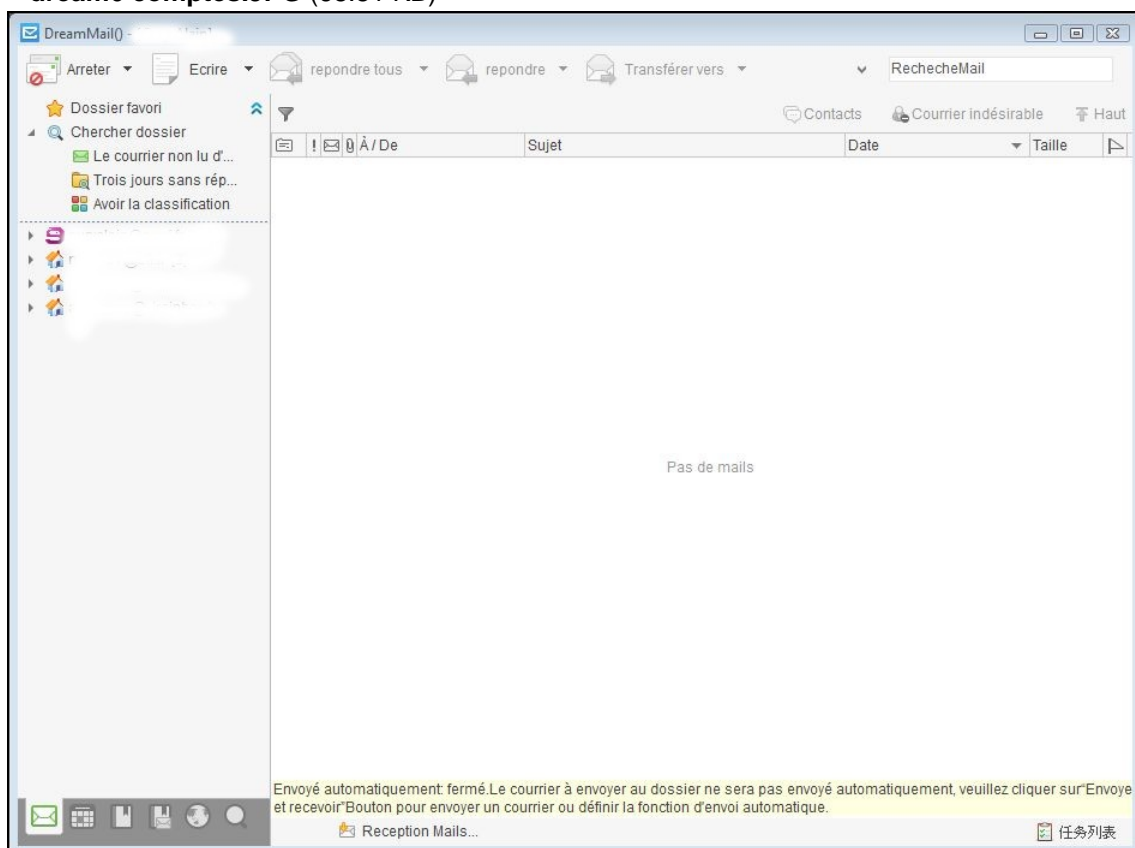 DreamMail() -
Arreter
Ecrire
repondre tous
repondre
Transférer vers
RechecheMail
Dossier favori
Chercher dossier
Le courrier non lu d'...
Trois jours sans rép...
Avoir la classification
Contacts
Courrier indésirable
Haut
! À / De Sujet Date Taille
Pas de mails
Envoyé automatiquement: fermé.Le courrier à envoyer au dossier ne sera pas envoyé automatiquement, veuillez cliquer sur"Envoye
et recevoir"Bouton pour envoyer un courrier ou définir la fonction d'envoi automatique.
Reception Mails...
任务列表